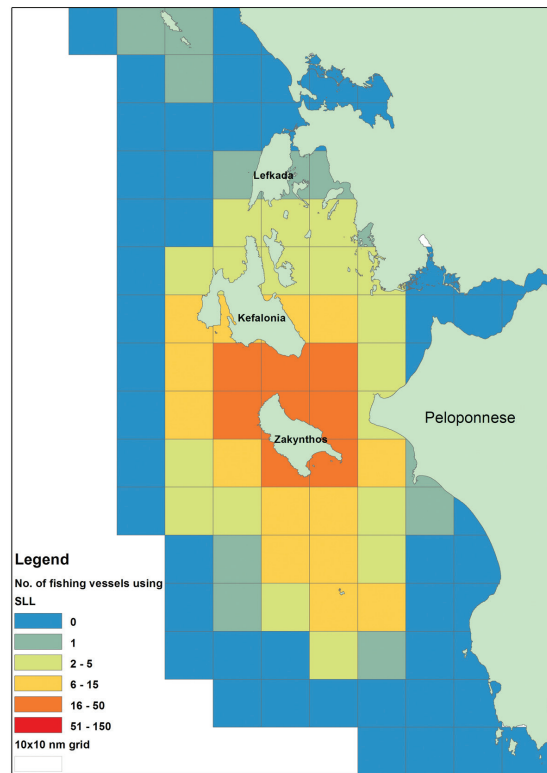 Lefkada
Kefalonia
Zakynthos
Peloponnese
Legend
No. of fishing vessels using
SLL
0
1
2 - 5
6 - 15
16 - 50
51 - 150
10x10 nm grid